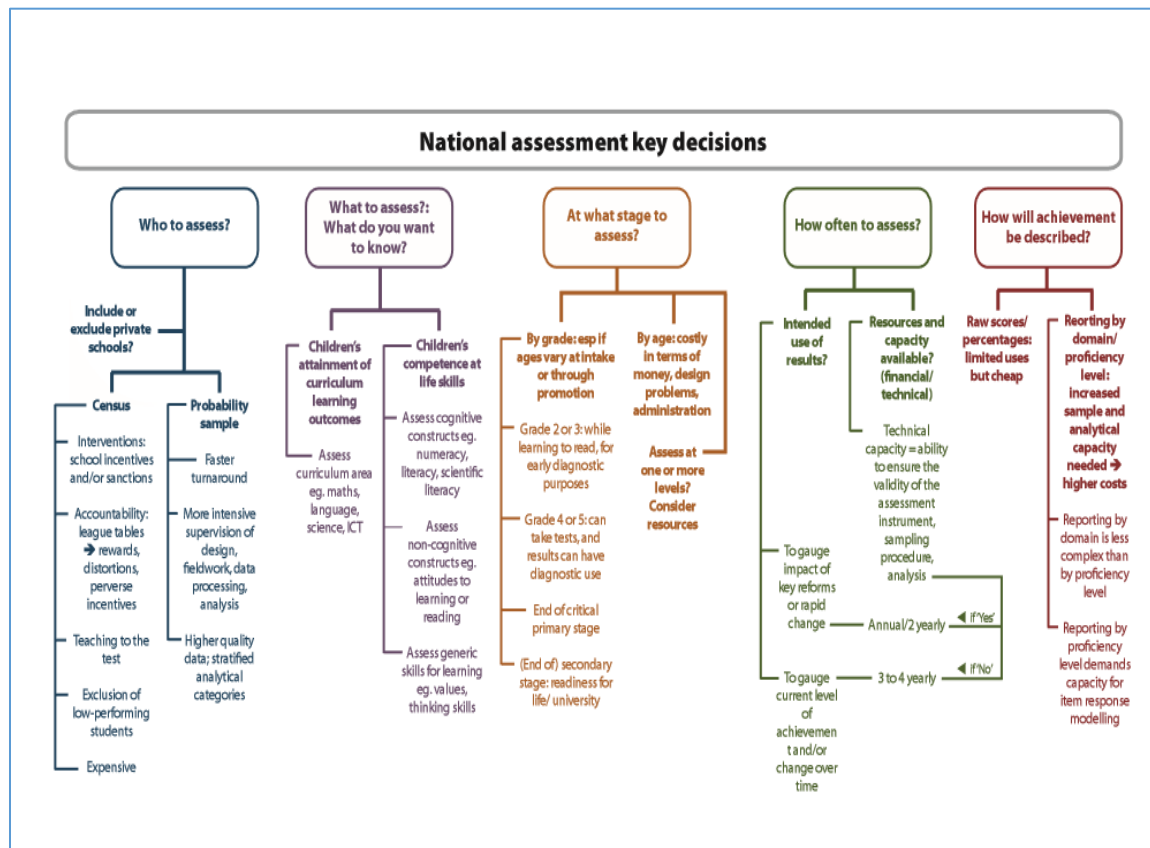 National assessment key decisions
Who to assess?
Include or
exclude private
schools?
Census
Interventions:
school incentives
and/or sanctions
Accountability:
league tables
➔ rewards,
distortions,
perverse
incentives
Teaching to the
test
Exclusion of
low-performing
students
Expensive
Probability
sample
Faster
turnaround
More intensive
supervision of
design, fieldwork, data
processing,
analysis
Higher quality
data; stratified
analytical
categories
What to assess?:
What do you want
to know?
Children's
attainment of
curriculum learning
outcomes
Assess
curriculum area
eg. maths,
language,
science, ICT
Children's
competence at
life skills
Assess cognitive
constructs eg.
numeracy,
literacy, scientific
literacy
Assess
non-cognitive
constructs eg.
attitudes to
learning or
reading
Assess generic
skills for learning
eg. values,
thinking skills
At what stage to
assess?
By grade: esp if
ages vary at intake
or through
promotion
Grade 2 or 3: while
learning to read, for
early diagnostic
purposes
Grade 4 or 5: can
take tests, and
results can have
diagnostic use
End of critical
primary stage
(End of) secondary
stage: readiness for
life/ university
By age: costly
in terms of
money, design
problems,
administration
Assess at
one or more
levels?
Consider
resources
How often to assess?
Intended
use of
results?
To gauge
impact of
key reforms
or rapid
change
To gauge
current level
of
achievemen
t and/or
change over
time
Resources and
capacity
available?
(financial/
technical)
Technical
capacity = ability
to ensure the
validity of the
assessment
instrument,
sampling
procedure,
analysis
Annual/2 yearly
◀ if 'Yes'
3 to 4 yearly
◀ if 'No'
How will achievement
be described?
Raw scores/
percentages:
limited uses
but cheap
Reorting by
domain/
proficiency
level:
increased
sample and
analytical
capacity
needed ➔
higher costs
Reporting by
domain is less
complex than
by proficiency
level
Reporting by
proficiency
level demands
capacity for
item response
modelling